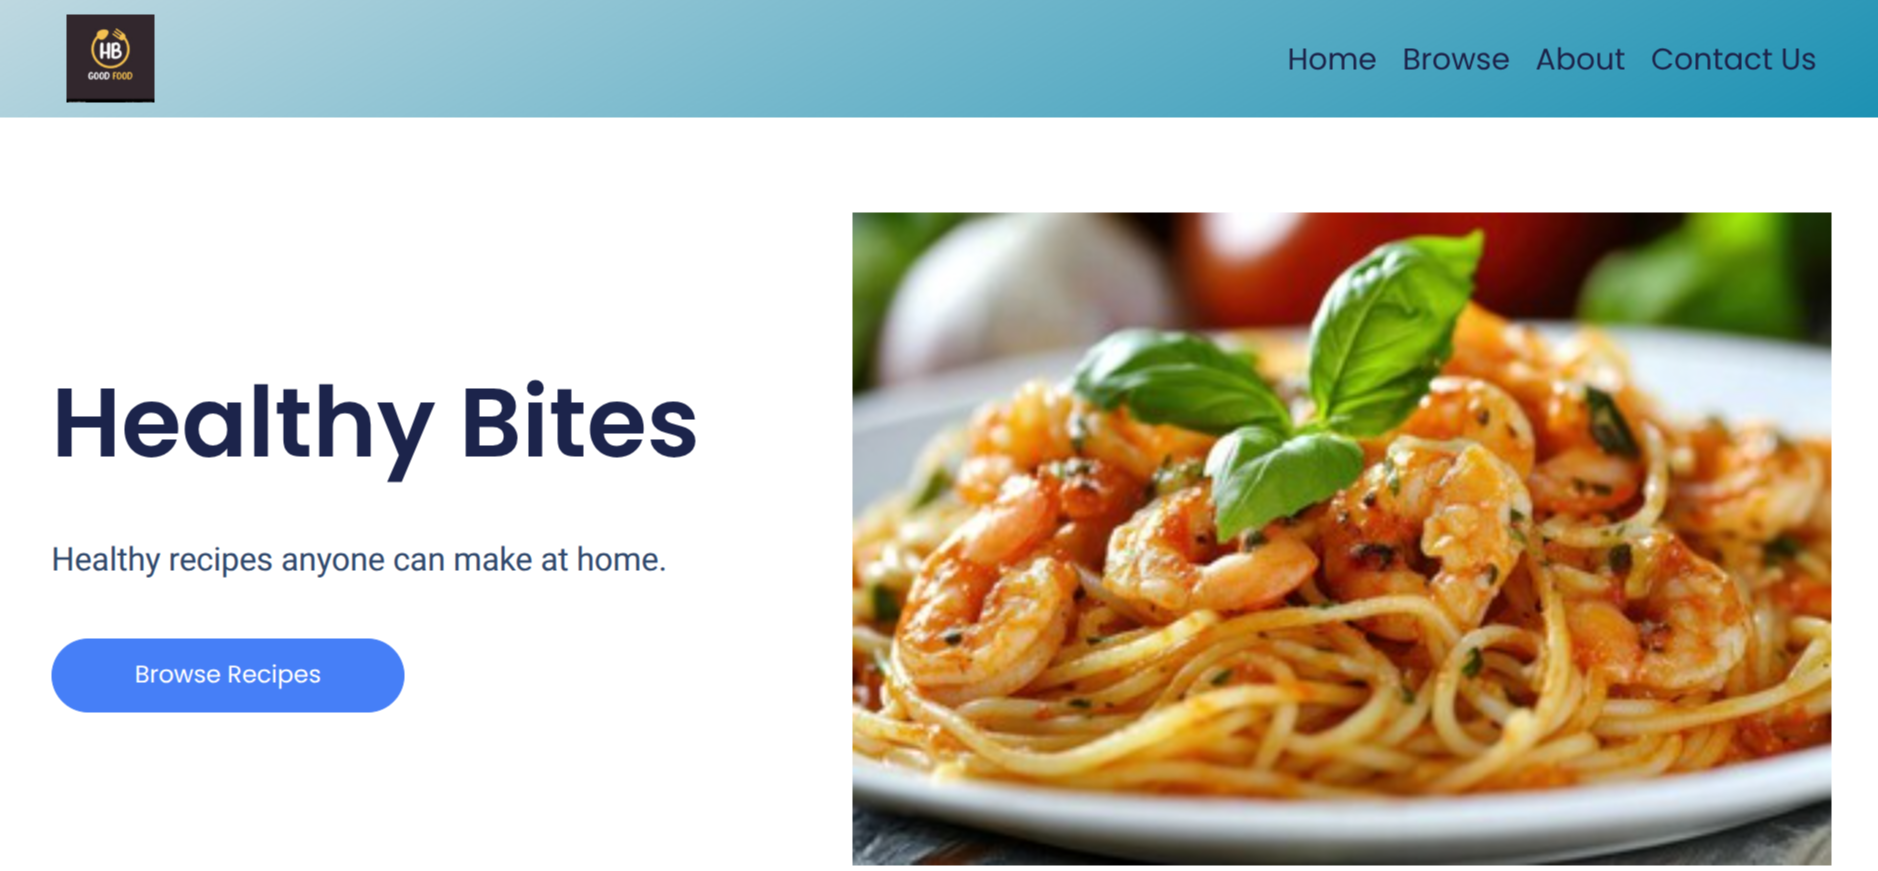 HB
GOOD FOOD
Home Browse About Contact Us
Healthy Bites
Healthy recipes anyone can make at home.
Browse Recipes